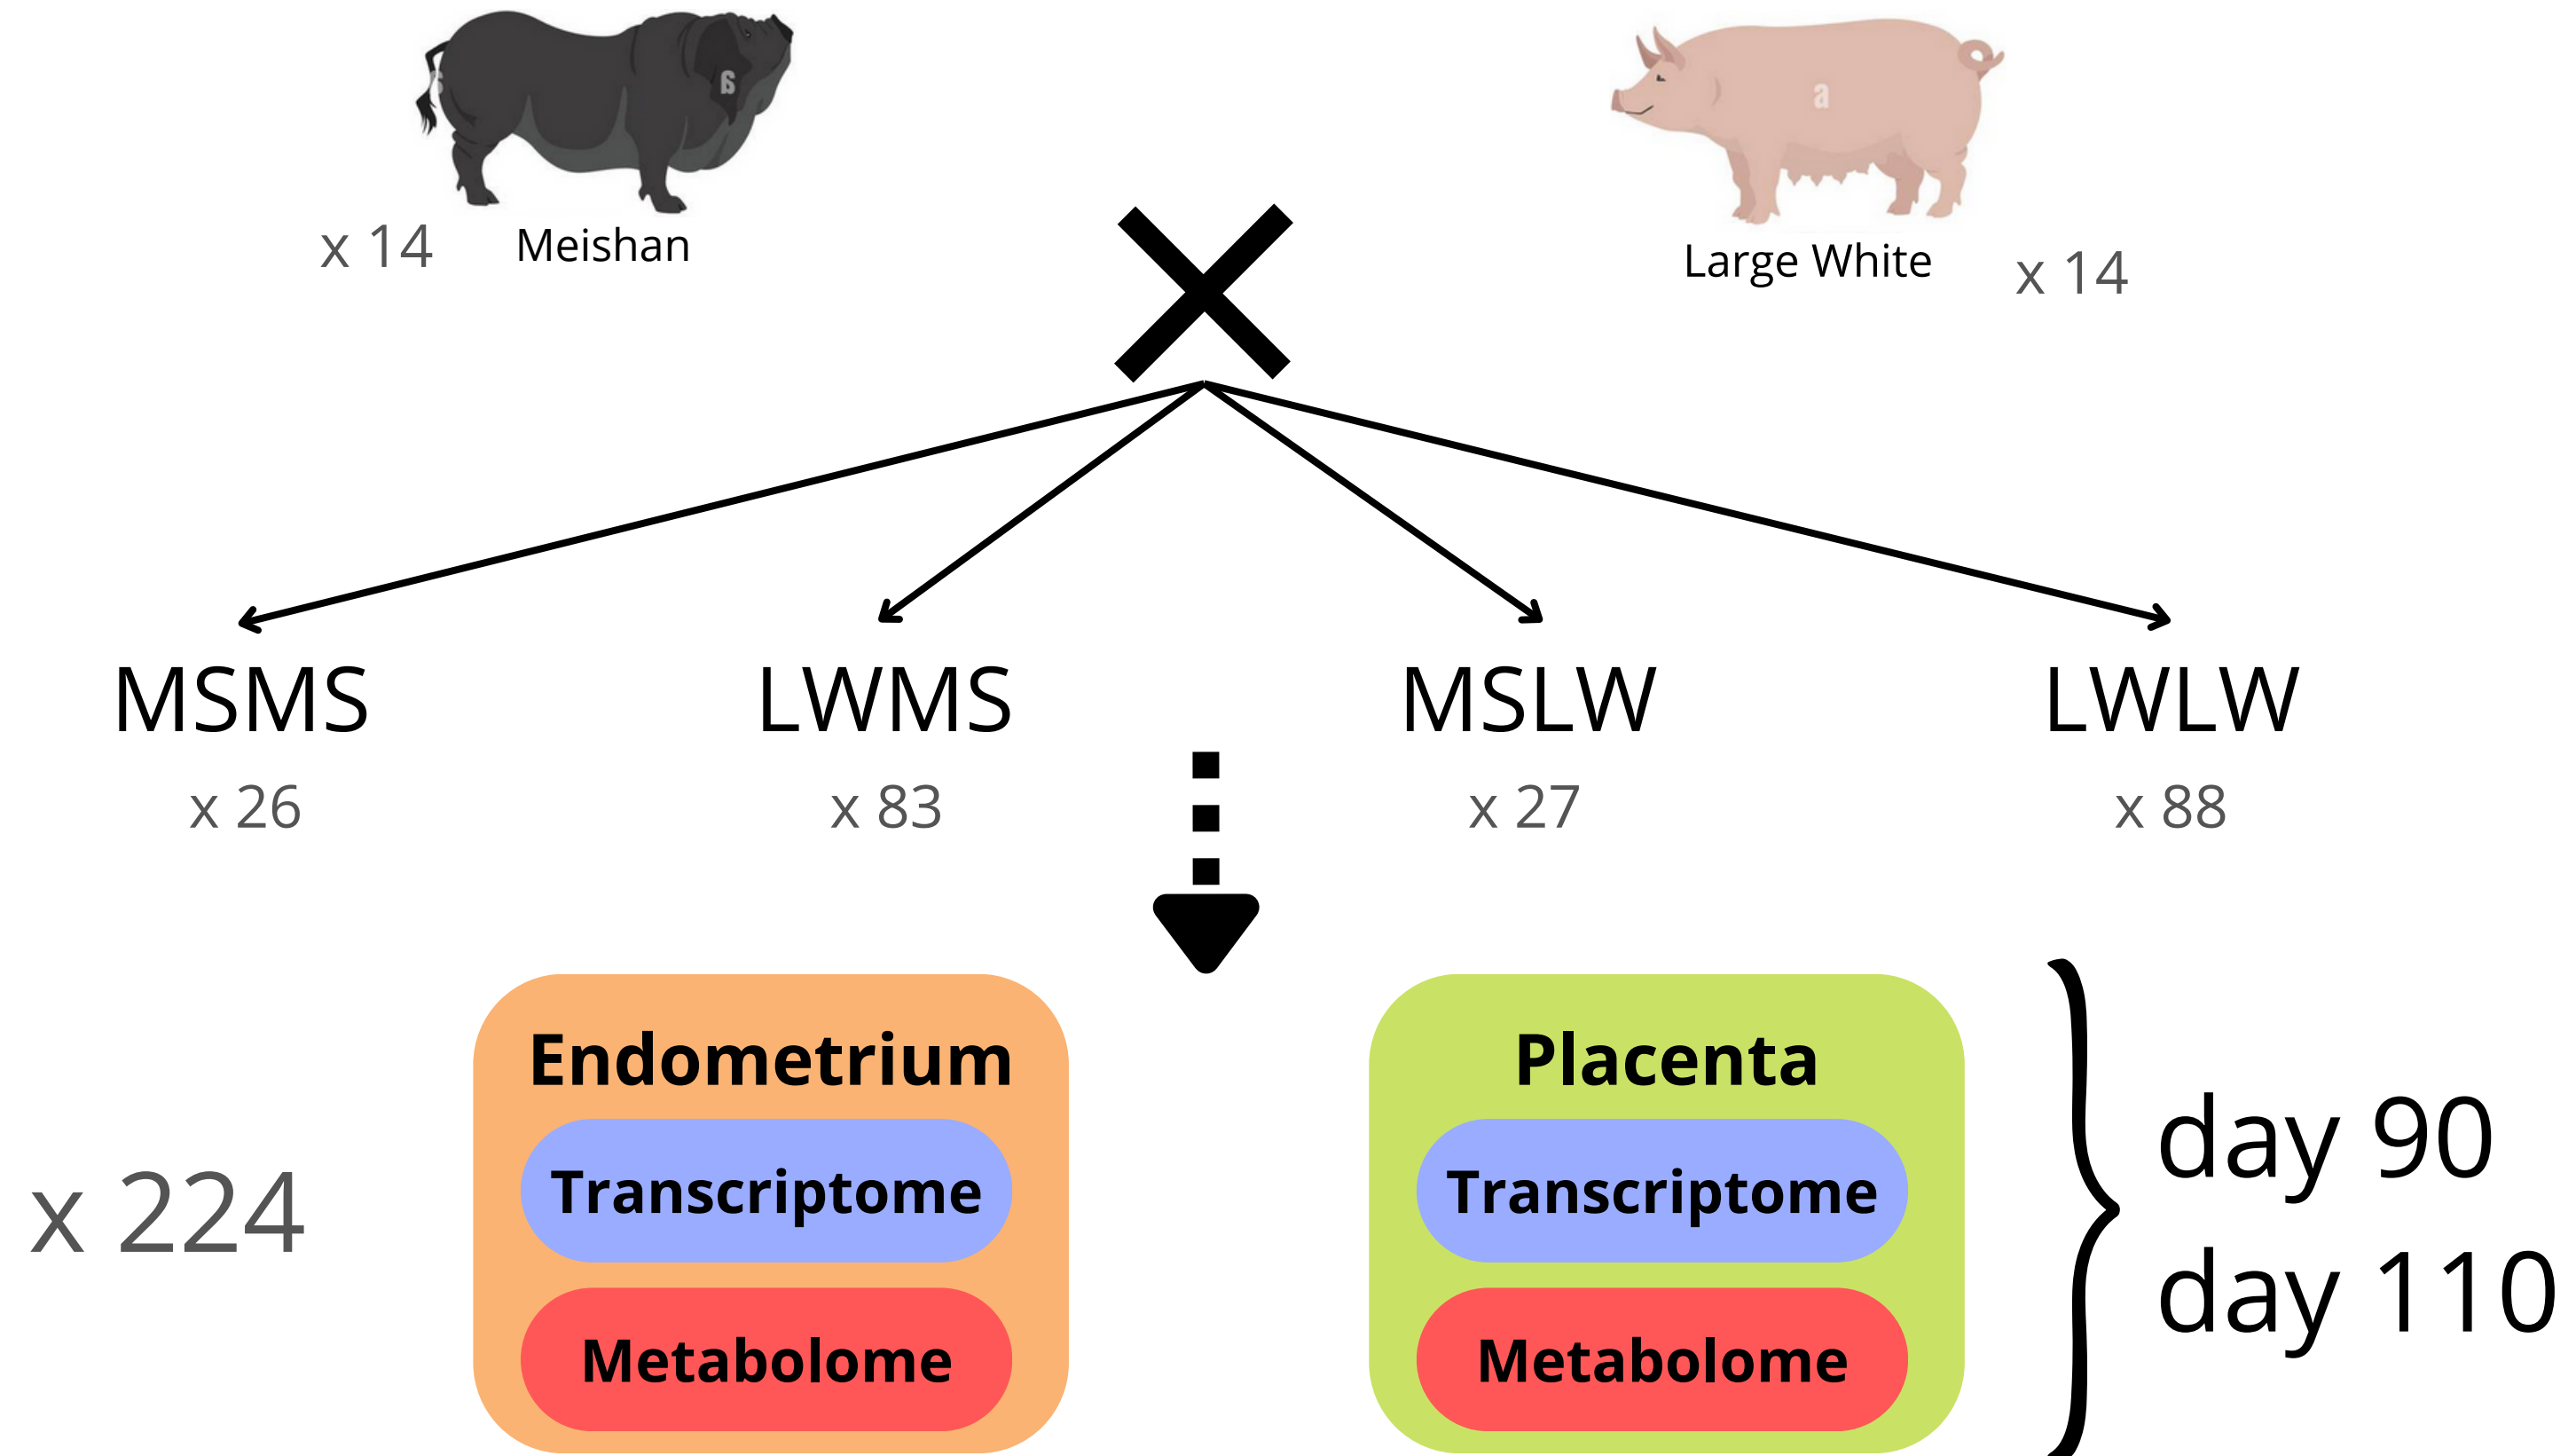 x 14
Meishan
Large White
x 14
MSMS
LWMS
MSLW
LWLW
x 26
x 83
x 27
x 88
Endometrium
Placenta
Transcriptome
Transcriptome
Metabolome
Metabolome
x 224
day 90
day 110
a
a